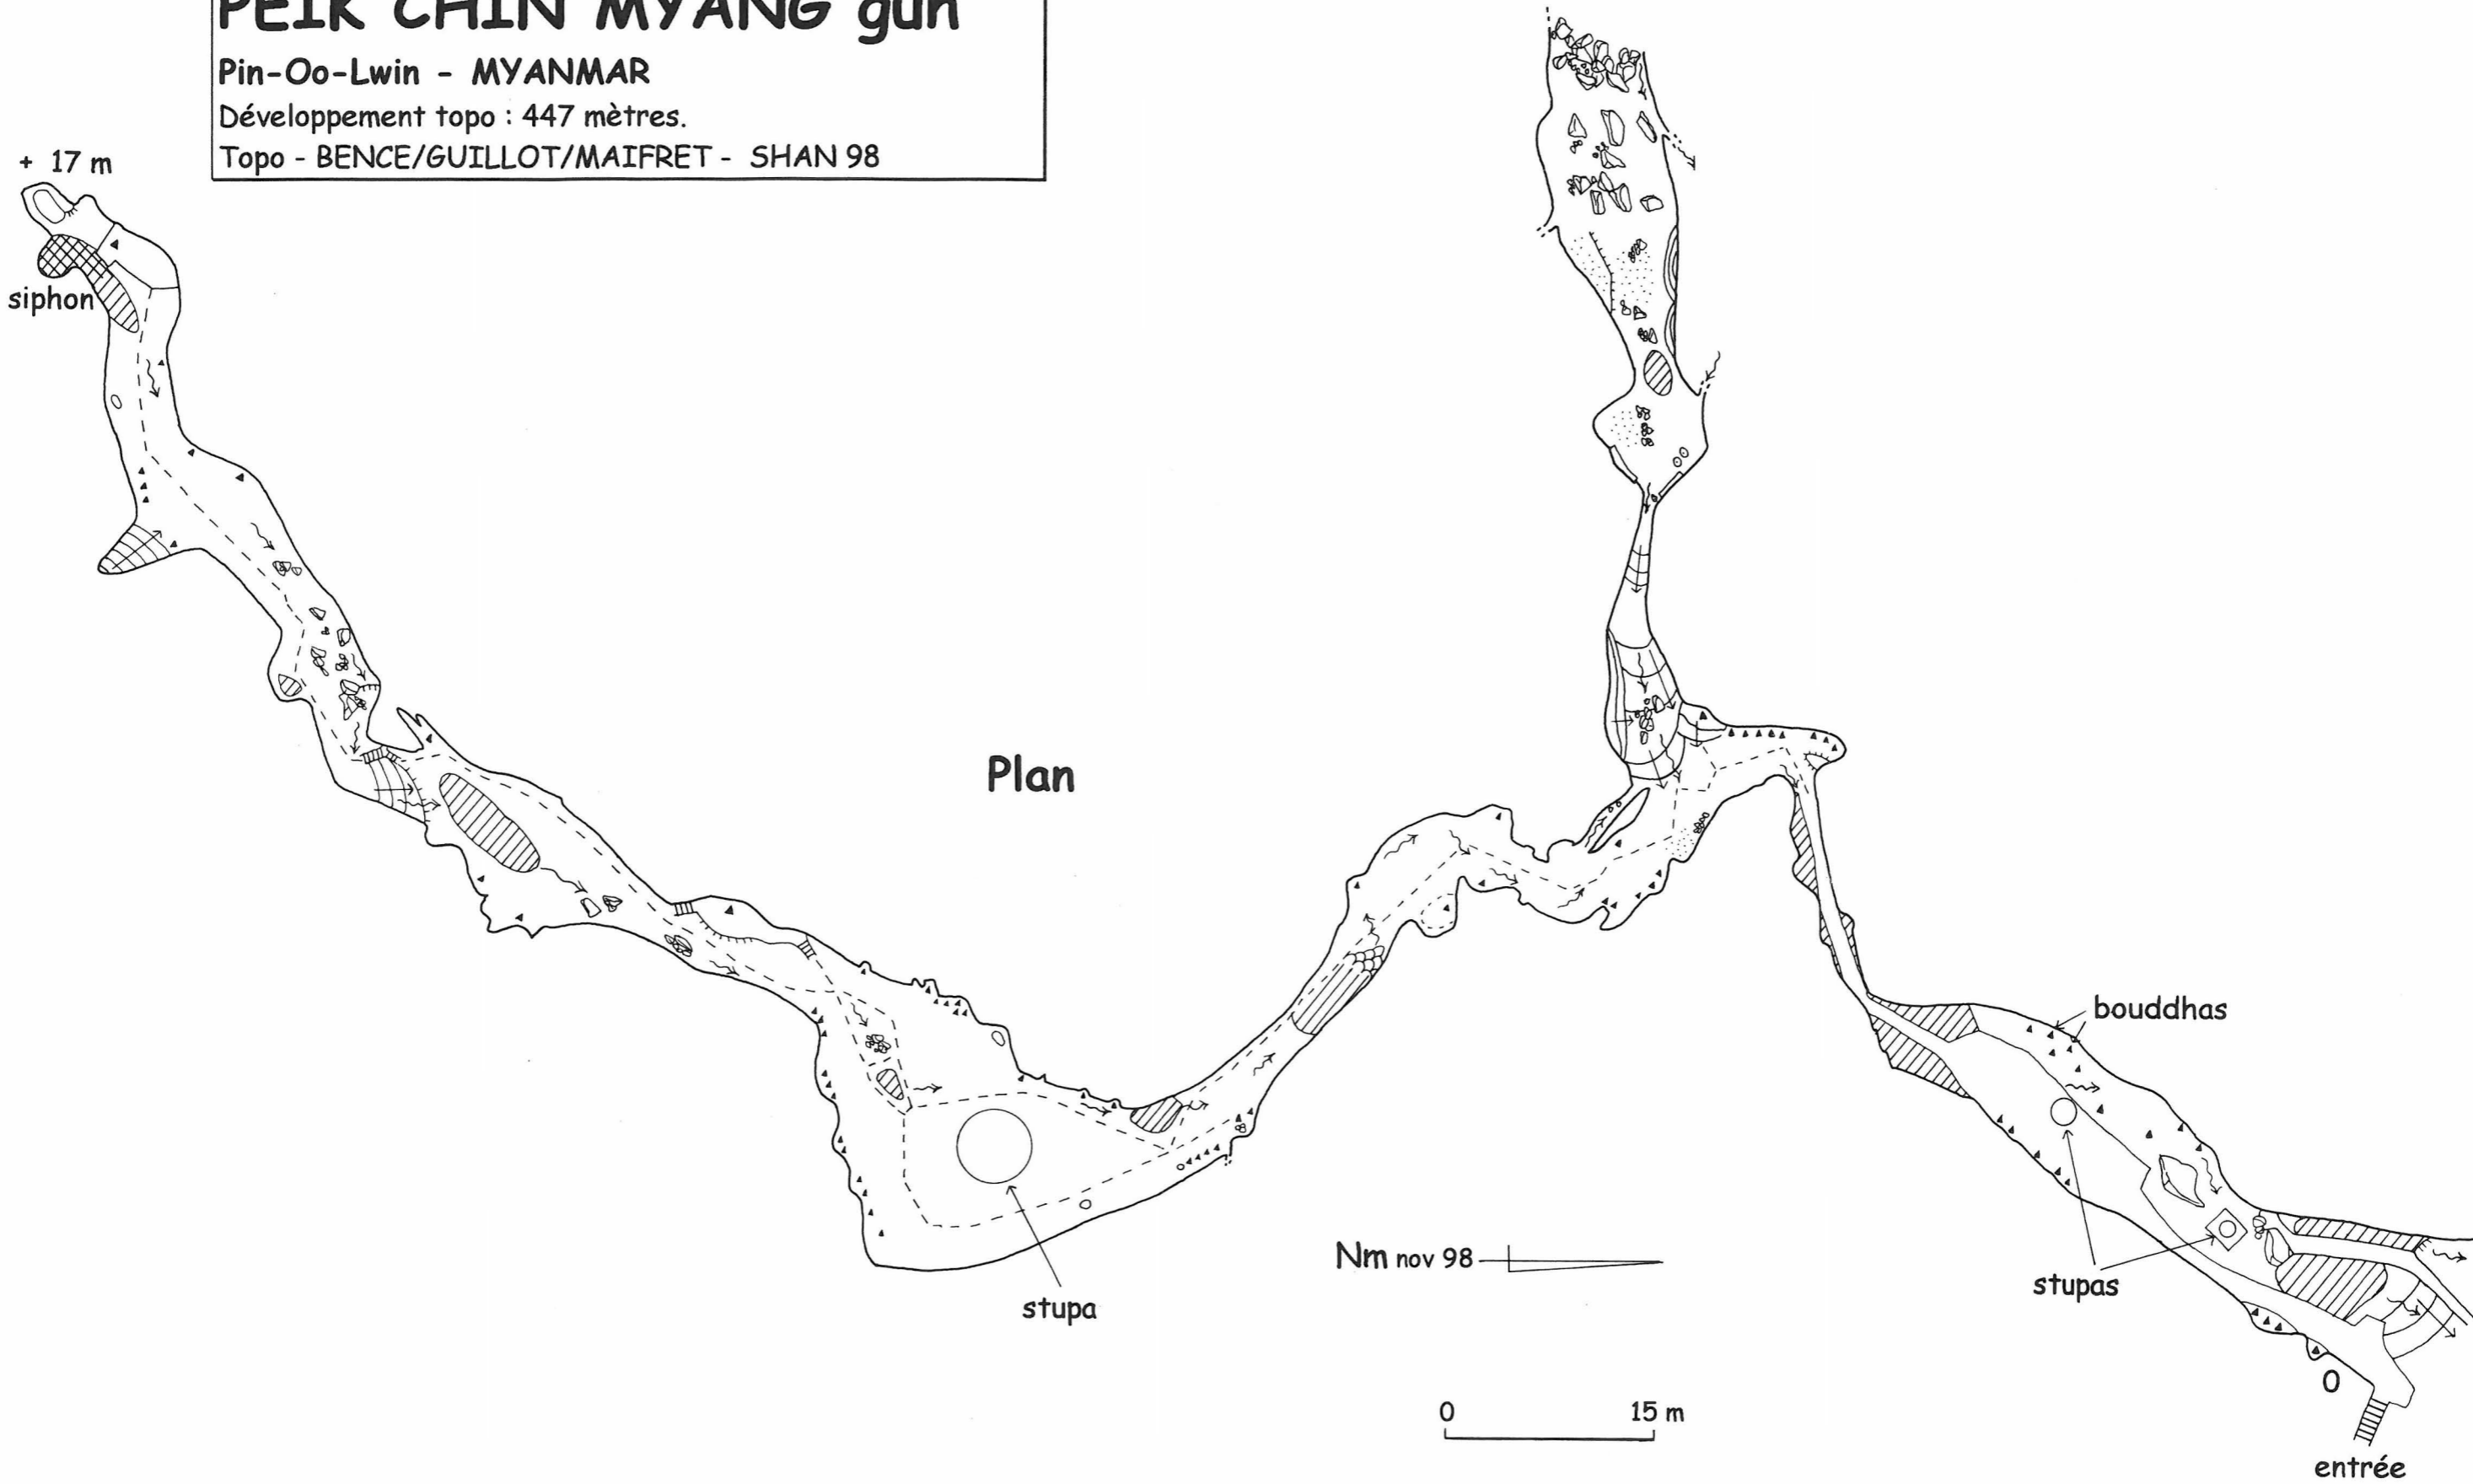 PEIK CHIN MYANG gun
Pin-Oo-Lwin - MYANMAR
Développement topo : 447 mètres.
Topo - BENCE/GUILLOT/MAIFRET - SHAN 98
+ 17 m
siphon
Plan
bouddhas
Nm nov 98
stupa
stupas
0
0 15 m
entrée